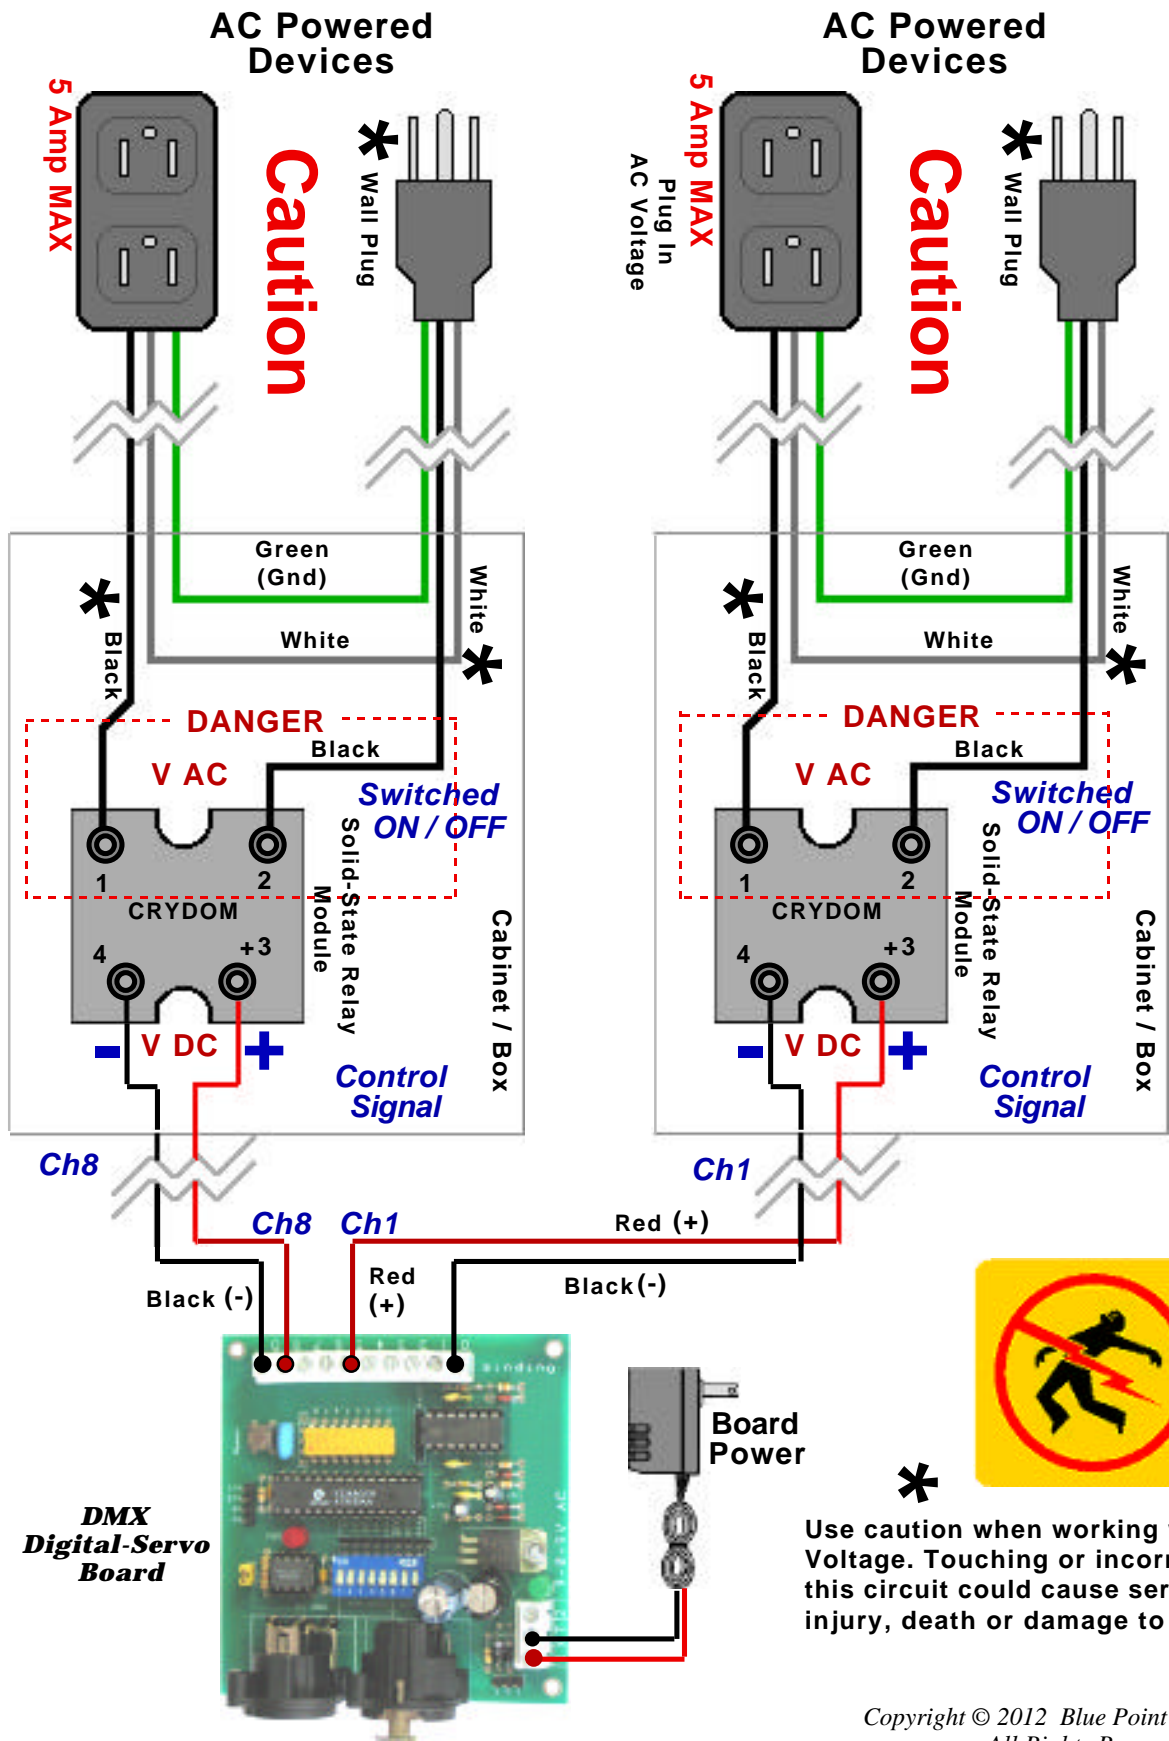 AC Powered
Devices
AC Powered
Devices
5 Amp MAX
Caution
*
Wall Plug
Plug In
AC Voltage
5 Amp MAX
Caution
*
Wall Plug
Green
(Gnd)
White
*
Black
White
*
Green
(Gnd)
White
*
Black
White
*
DANGER
Black
V AC
Switched
ON / OFF
DANGER
Black
V AC
Switched
ON / OFF
1
2
CRYDOM
4
+3
Solid-State Relay
Module
Cabinet / Box
1
2
CRYDOM
4
+3
Solid-State Relay
Module
Cabinet / Box
- V DC +
Control
Signal
- V DC +
Control
Signal
Ch8
Ch1
Ch8
Ch1
Red (+)
Black (-)
Red
(+)
Black (-)
Board
Power
DMX
Digital-Servo
Board
*
Use caution when working
Voltage. Touching or
this circuit could cause
injury, death or damage to
Copyright © 2012 Blue Point
All Rights